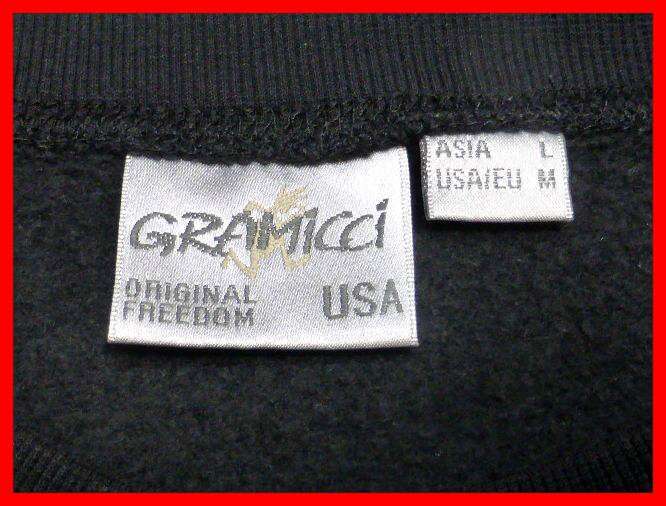 GRAMiCCi
ORIGINAL
FREEDOM
USA
ASIA L
USA/EU M